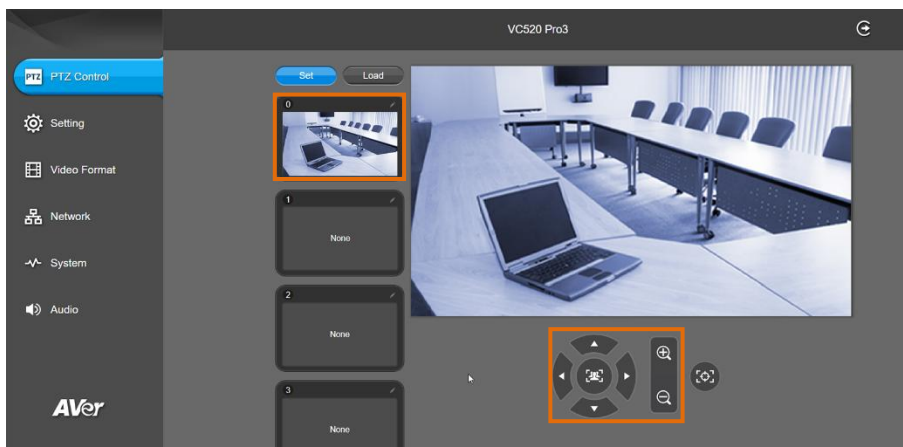 VC520 Pro3
PTZ PTZ Control
Setting
Video Format
Network
System
Audio
AVer
Set Load
0
1
None
2
None
3
None